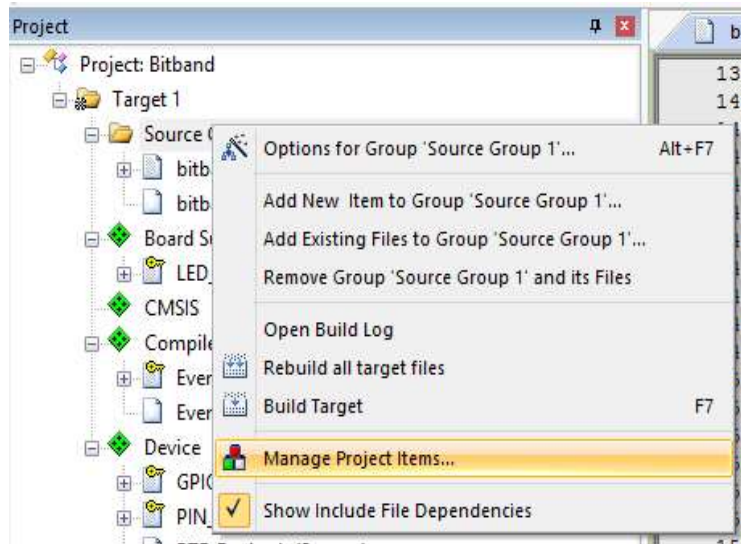 Project
Project: Bitband
Target 1
Source
bitb
bitb
Board
LED_
CMSIS
Compile
Ever
Ever
Device
GPIO
PIN_
Options for Group 'Source Group 1'... Alt+F7
Add New Item to Group 'Source Group 1'...
Add Existing Files to Group 'Source Group 1'...
Remove Group 'Source Group 1' and its Files
Open Build Log
Rebuild all target files
Build Target F7
Manage Project Items...
Show Include File Dependencies
b
13
14